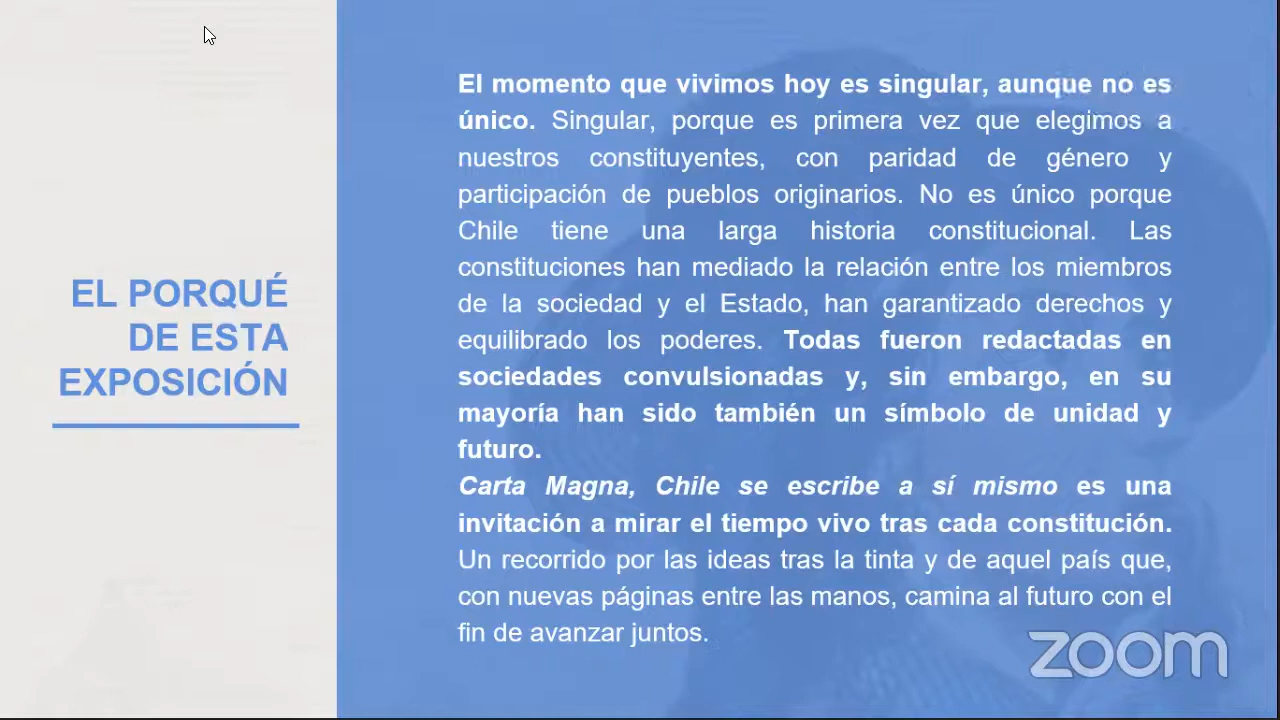 EL PORQUÉ
DE ESTA
EXPOSICIÓN
El momento que vivimos hoy es singular, aunque no es
único. Singular, porque es primera vez que elegimos a
nuestros constituyentes, con paridad de género y
participación de pueblos originarios. No es único porque
Chile tiene una larga historia constitucional. Las
constituciones han mediado la relación entre los miembros
de la sociedad y el Estado, han garantizado derechos y
equilibrado los poderes. Todas fueron redactadas en
sociedades convulsionadas y, sin embargo, en su
mayoría han sido también un símbolo de unidad y
futuro.
Carta Magna, Chile se escribe a sí mismo es una
invitación a mirar el tiempo vivo tras cada constitución.
Un recorrido por las ideas tras la tinta y de aquel país que,
con nuevas páginas entre las manos, camina al futuro con el
fin de avanzar juntos.
zoom